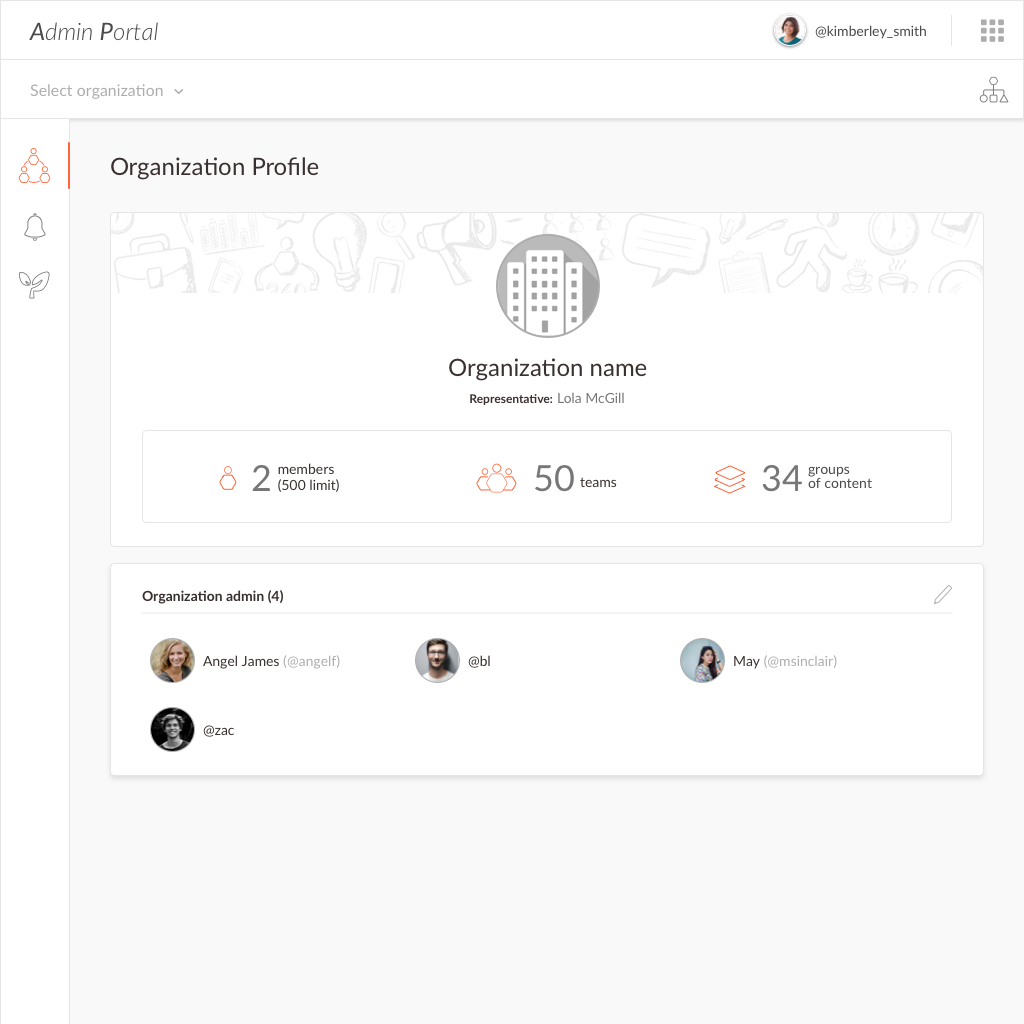 Admin Portal
@kimberley_smith
Select organization
Organization Profile
Organization name
Representative: Lola McGill
2 members
(500 limit)
50 teams
34 groups
of content
Organization admin (4)
Angel James (@angelf)
@bl
May (@msinclair)
@zac